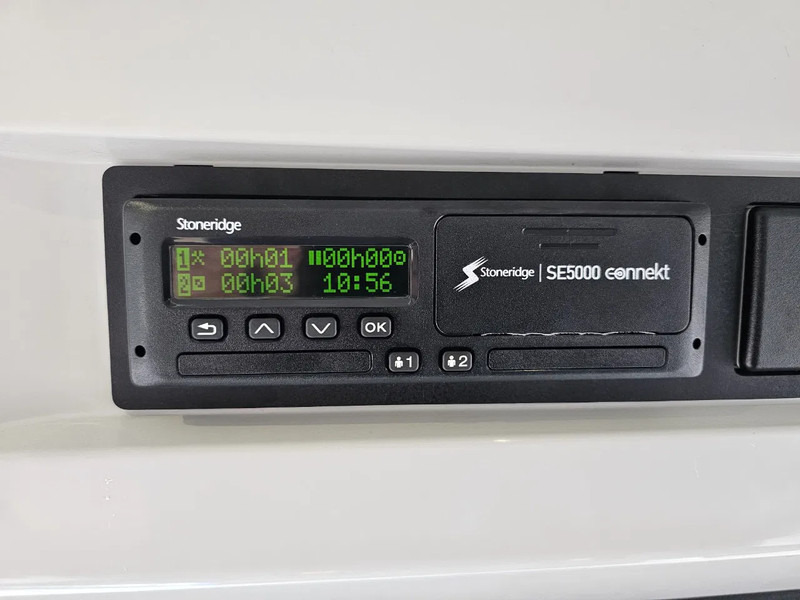 Stoneridge
1 00h01 00h00
2 00h03 10:56
Stoneridge | SE5000 connekt
OK
1 2